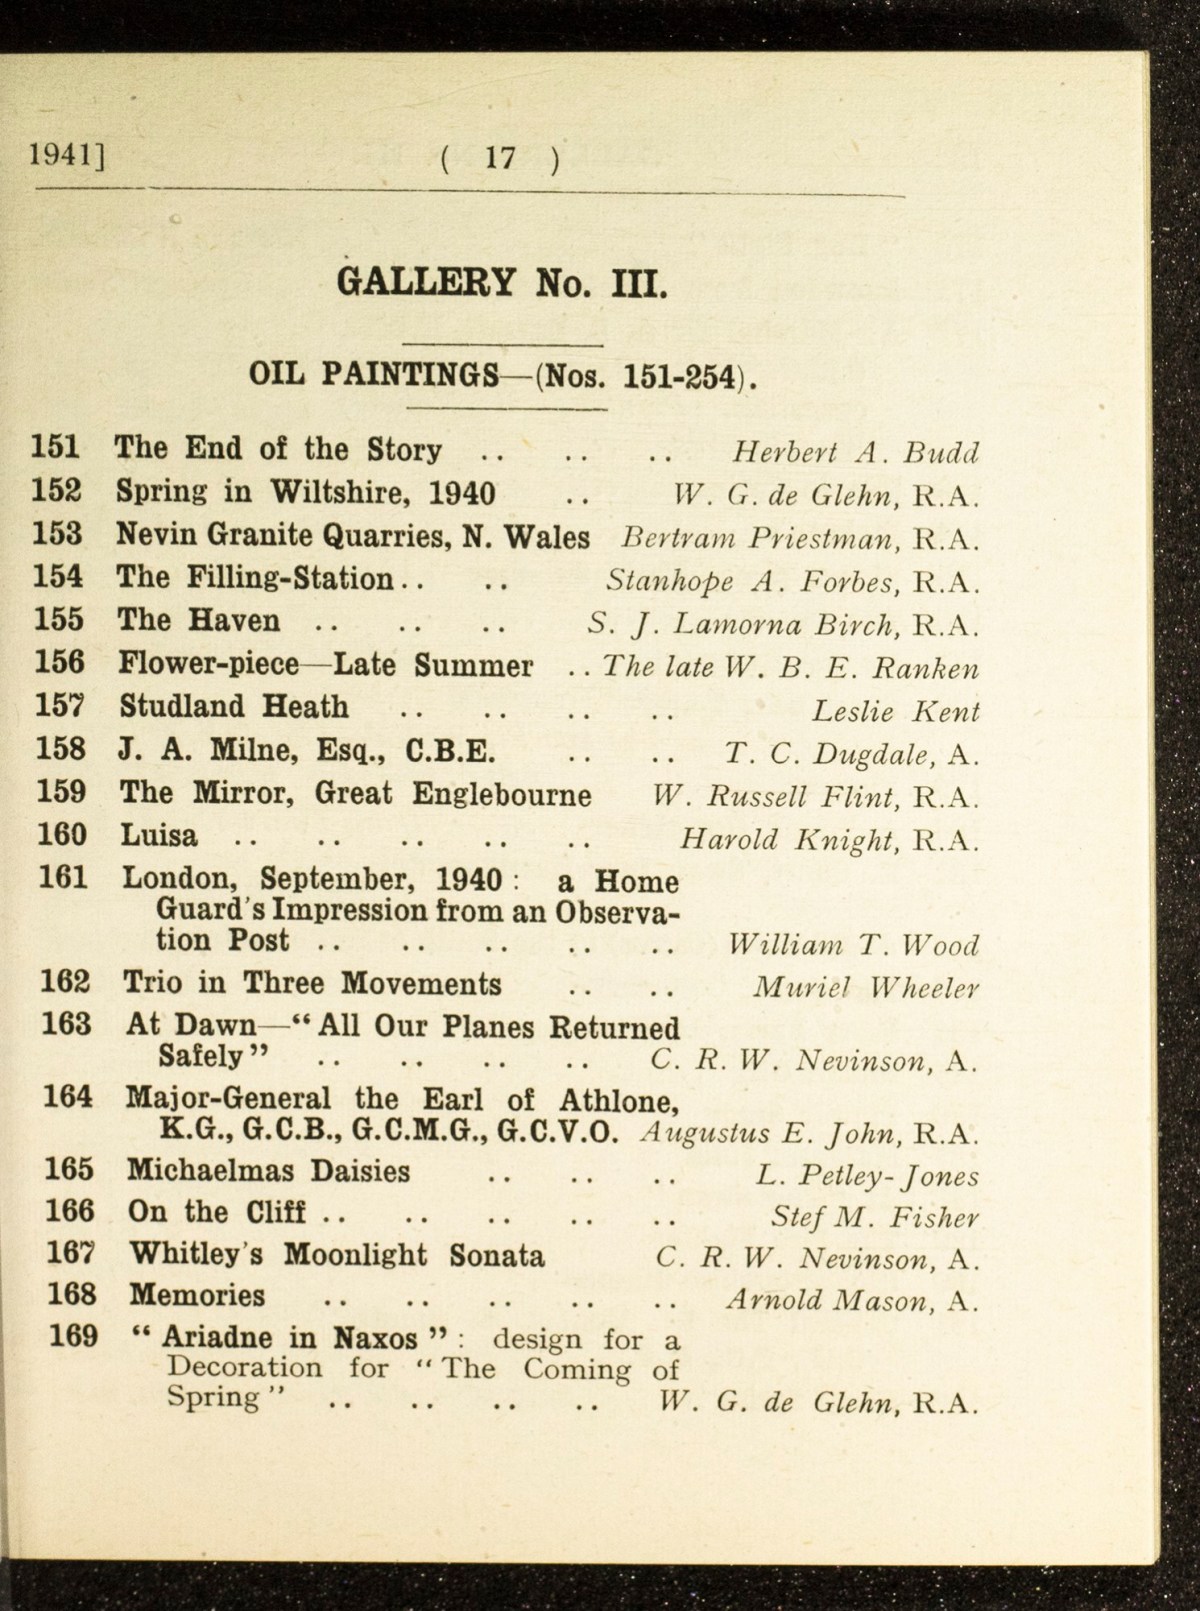 1941] ( 17 )
GALLERY No. III.
OIL PAINTINGS—(Nos. 151-254).
151 The End of the Story .. .. .. Herbert A. Budd
152 Spring in Wiltshire, 1940 .. W. G. de Glehn, R.A.
153 Nevin Granite Quarries, N. Wales Bertram Priestman, R.A.
154 The Filling-Station.. .. Stanhope A. Forbes, R.A.
155 The Haven .. .. .. S. J. Lamorna Birch, R.A.
156 Flower-piece—Late Summer .. The late W. B. E. Ranken
157 Studland Heath .. .. .. .. Leslie Kent
158 J. A. Milne, Esq., C.B.E. .. .. T. C. Dugdale, A.
159 The Mirror, Great Englebourne W. Russell Flint, R.A.
160 Luisa .. .. .. .. .. Harold Knight, R.A.
161 London, September, 1940 : a Home
Guard's Impression from an Observa-
tion Post .. .. .. .. .. William T. Wood
162 Trio in Three Movements .. .. Muriel Wheeler
163 At Dawn—“ All Our Planes Returned
Safely ” .. .. .. .. C. R. W. Nevinson, A.
164 Major-General the Earl of Athlone,
K.G., G.C.B., G.C.M.G., G.C.V.O. Augustus E. John, R.A.
165 Michaelmas Daisies .. .. .. L. Petley-Jones
166 On the Cliff .. .. .. .. .. Stef M. Fisher
167 Whitley's Moonlight Sonata C. R. W. Nevinson, A.
168 Memories .. .. .. .. .. Arnold Mason, A.
169 “ Ariadne in Naxos ” : design for a
Decoration for “ The Coming of
Spring ” .. .. .. .. W. G. de Glehn, R.A.